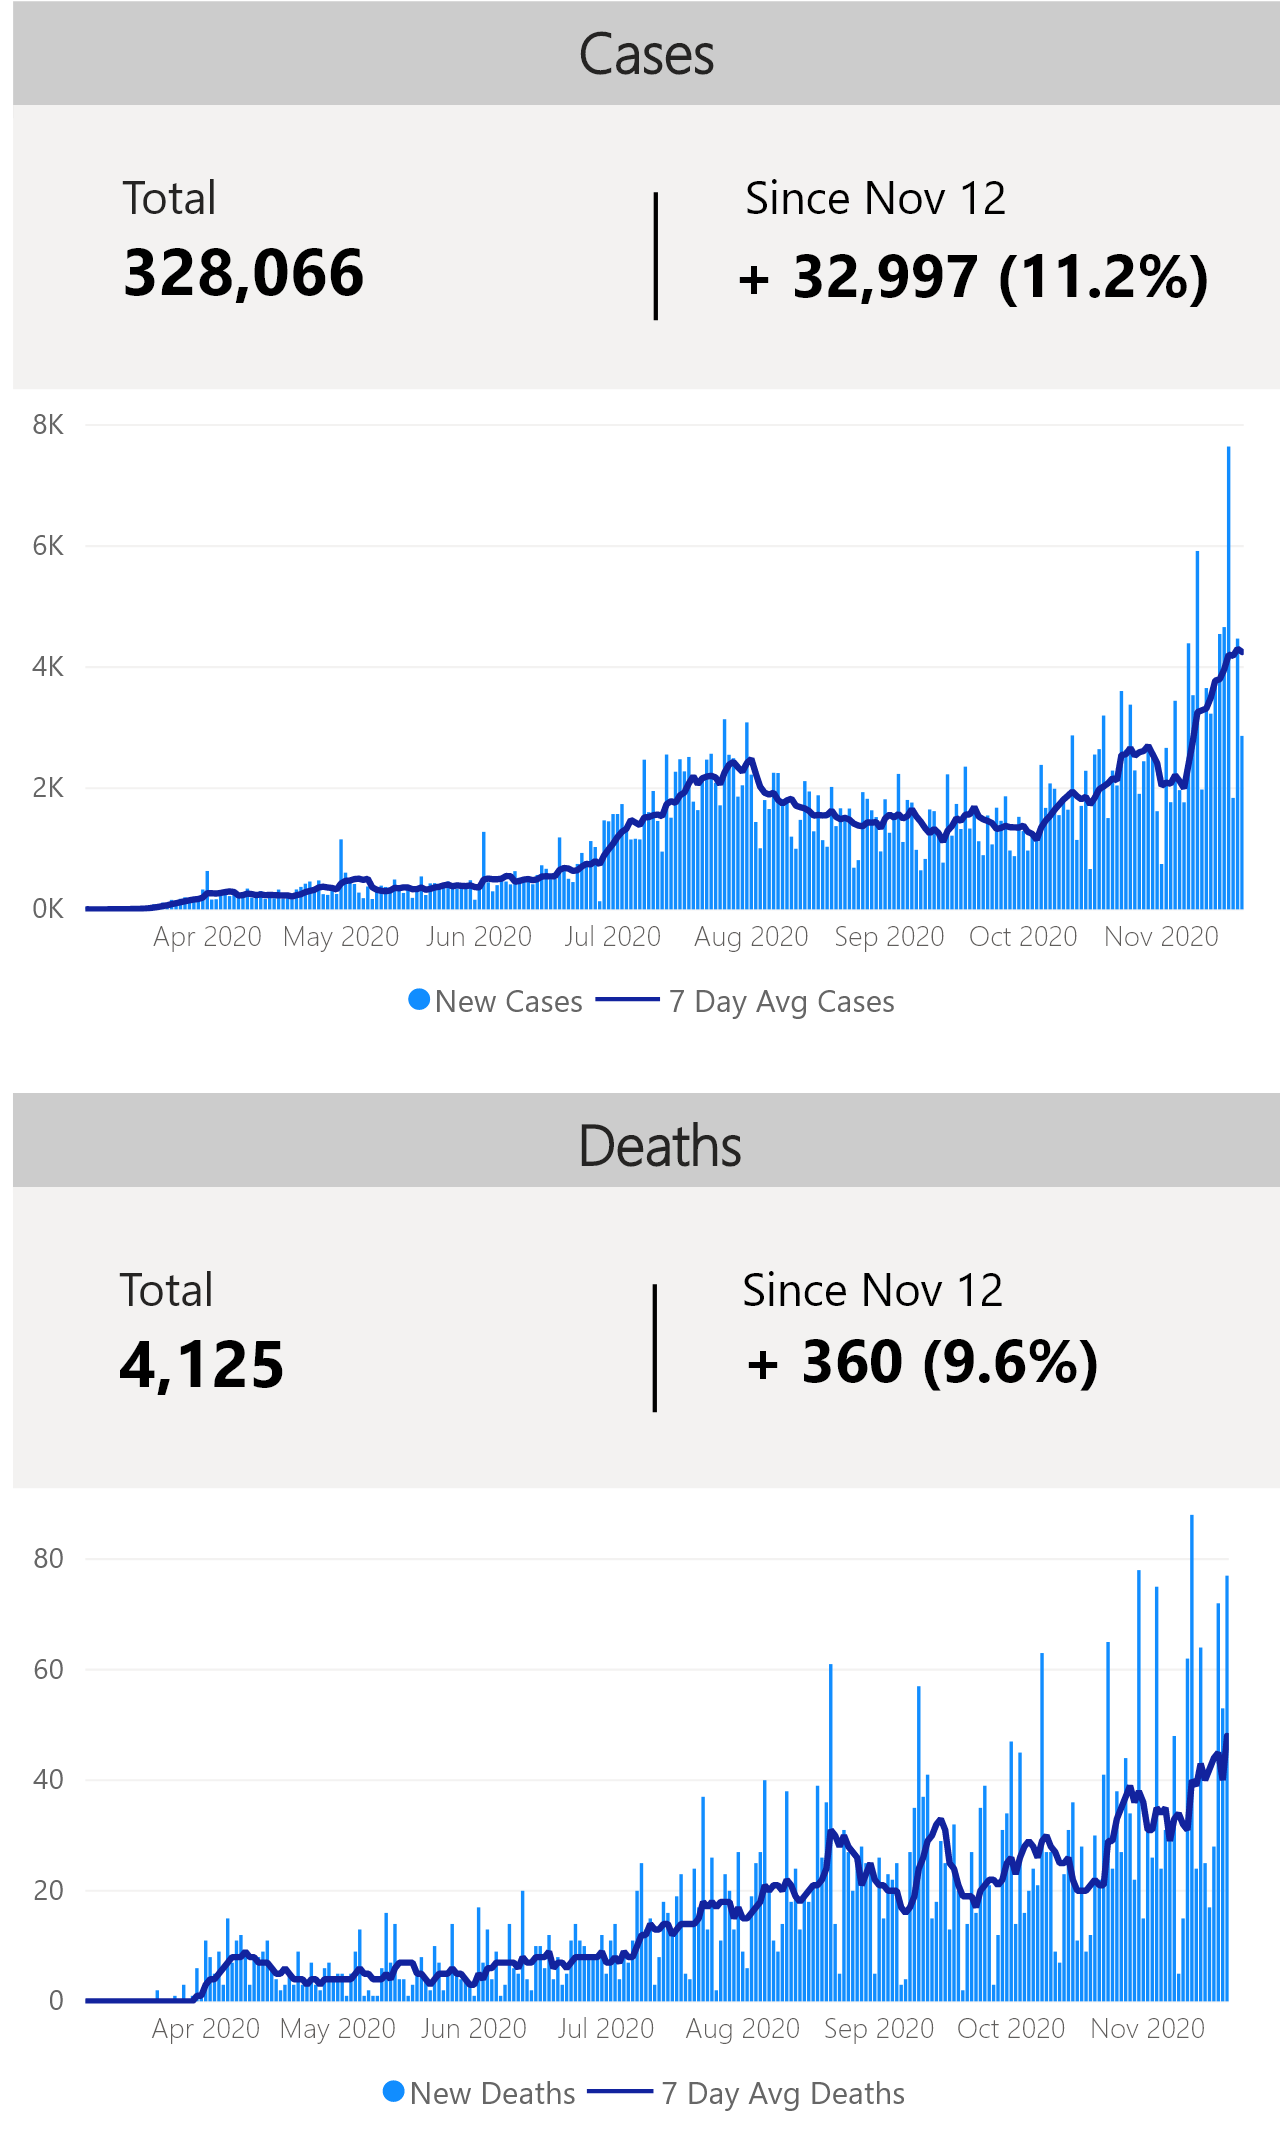 Cases
Total
328,066
Since Nov 12
+ 32,997 (11.2%)
8K
6K
4K
2K
0K
Apr 2020 May 2020 Jun 2020 Jul 2020 Aug 2020 Sep 2020 Oct 2020 Nov 2020
New Cases 7 Day Avg Cases
Deaths
Total
4,125
Since Nov 12
+ 360 (9.6%)
80
60
40
20
0
Apr 2020 May 2020 Jun 2020 Jul 2020 Aug 2020 Sep 2020 Oct 2020 Nov 2020
New Deaths 7 Day Avg Deaths